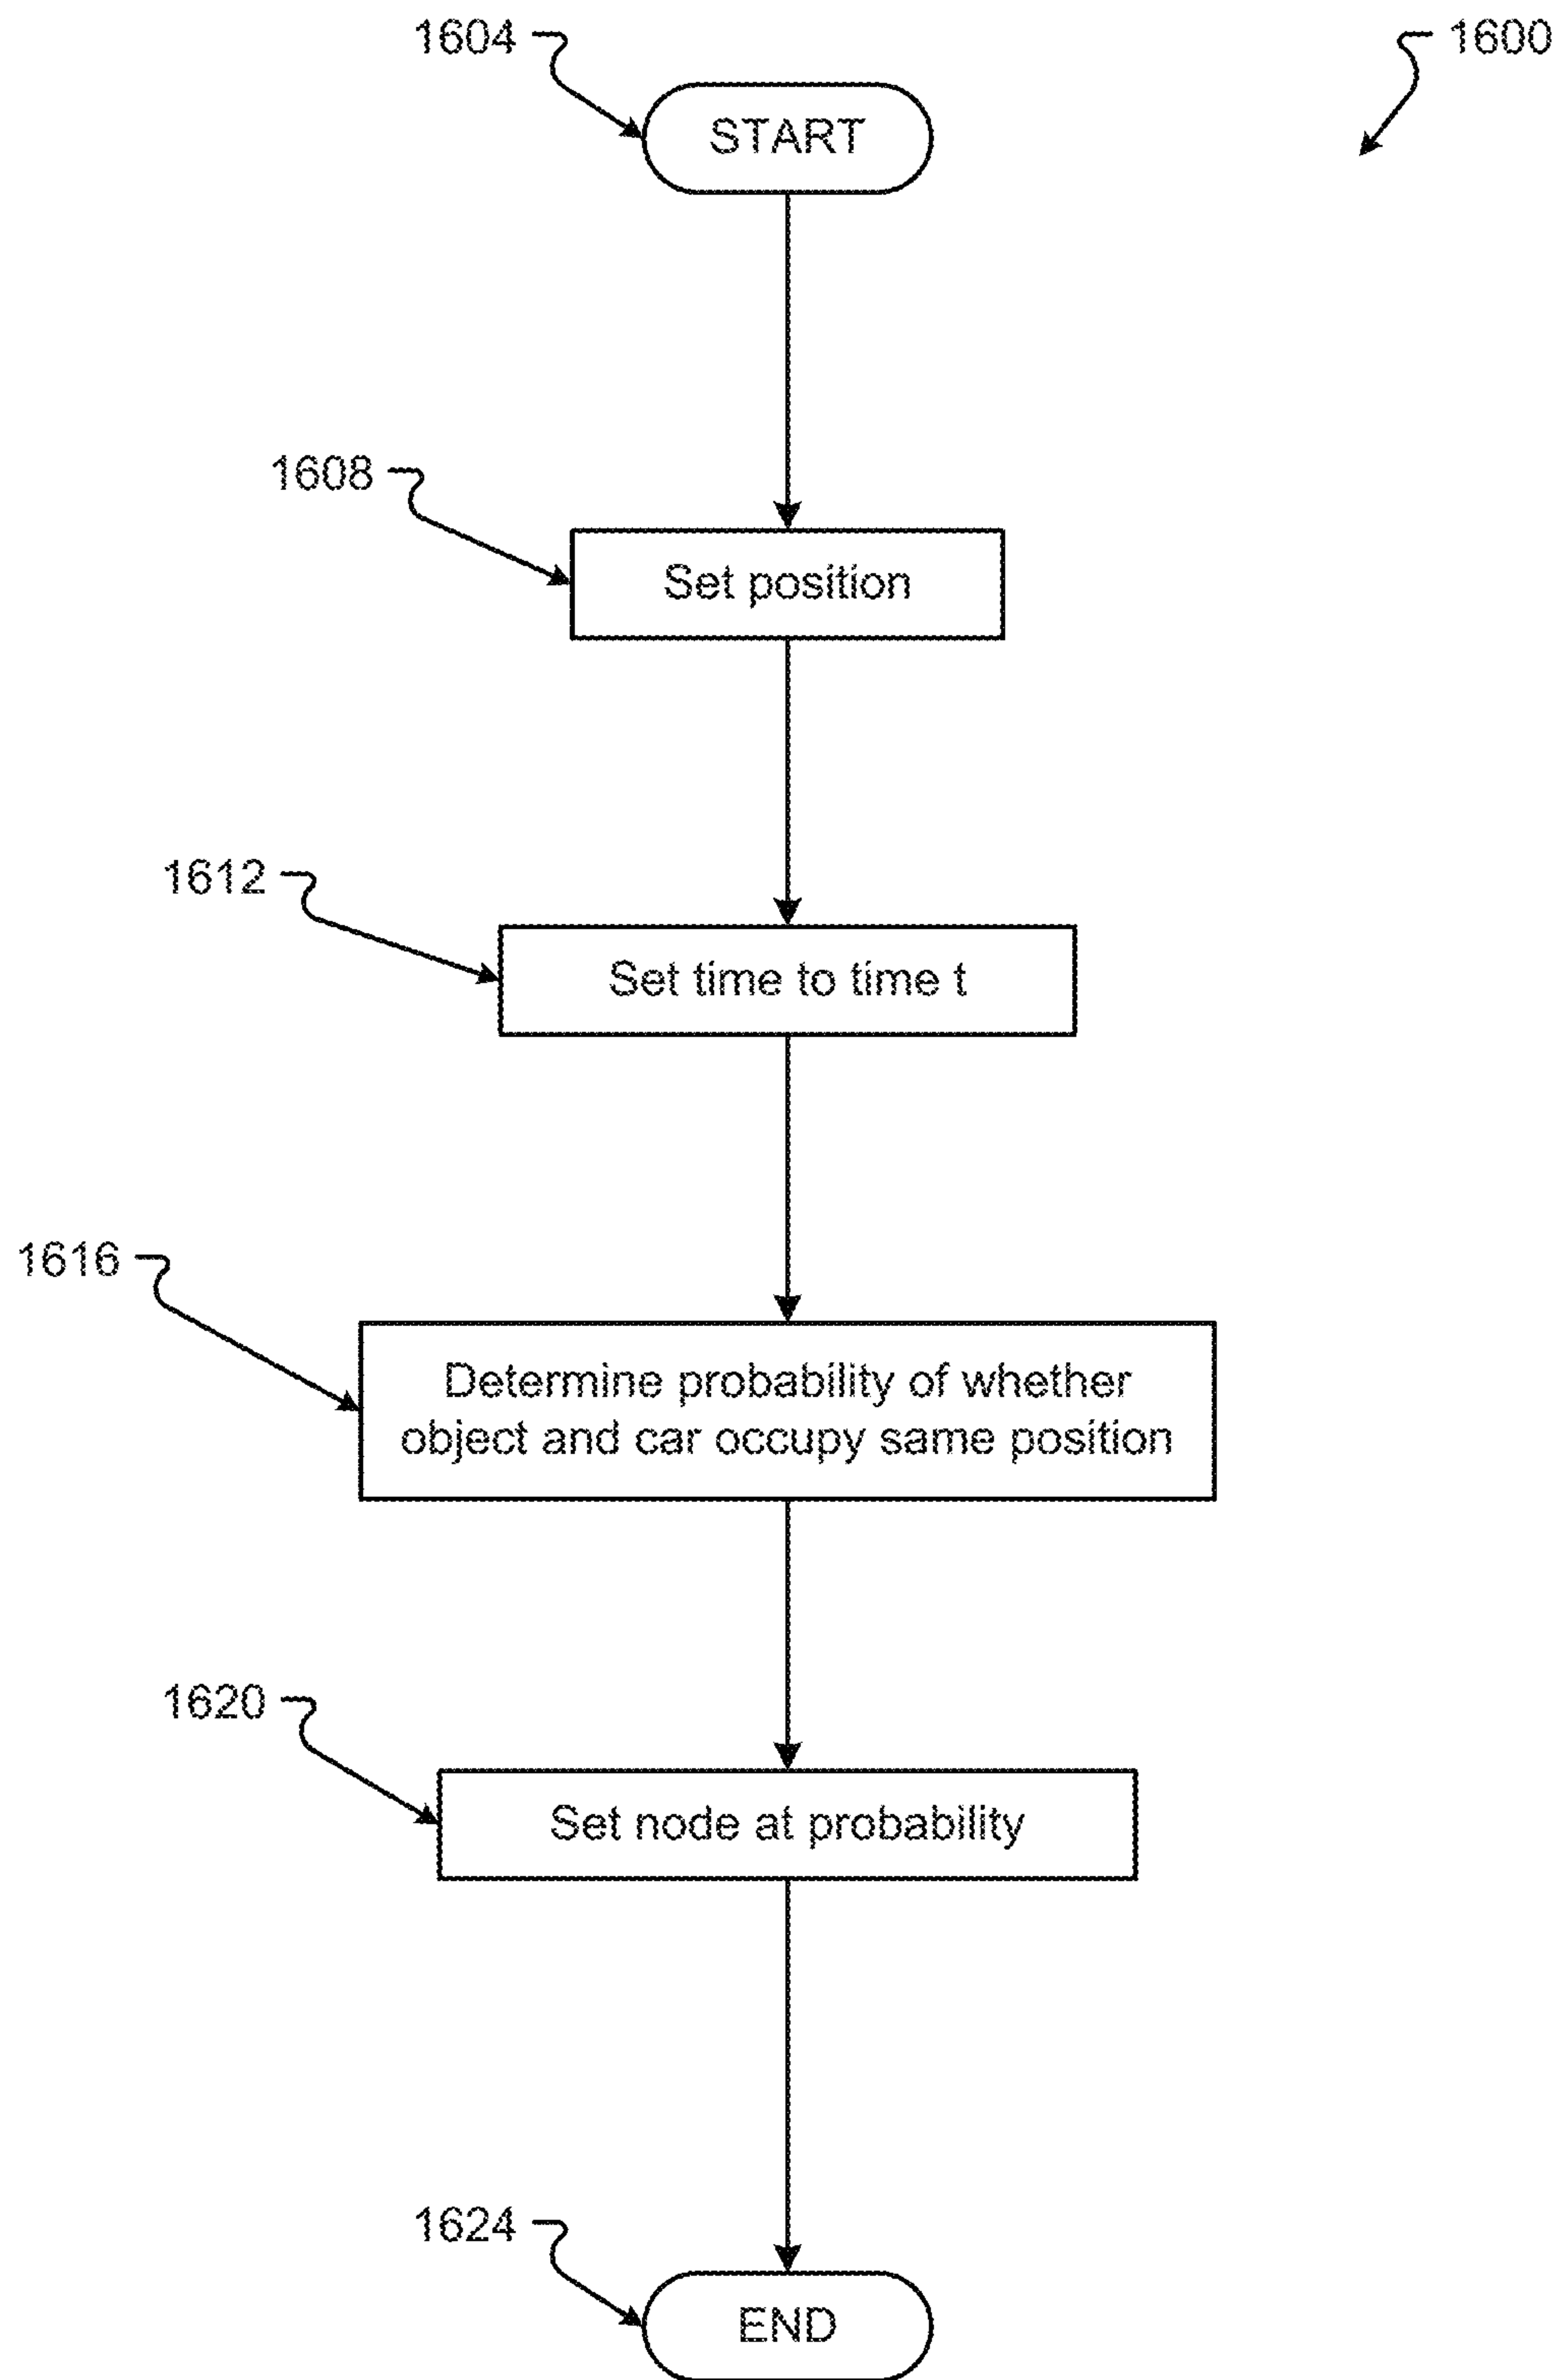 1604
1600
START
1608
Set position
1612
Set time to time t
1616
Determine probability of whether
object and car occupy same position
1620
Set node at probability
1624
END